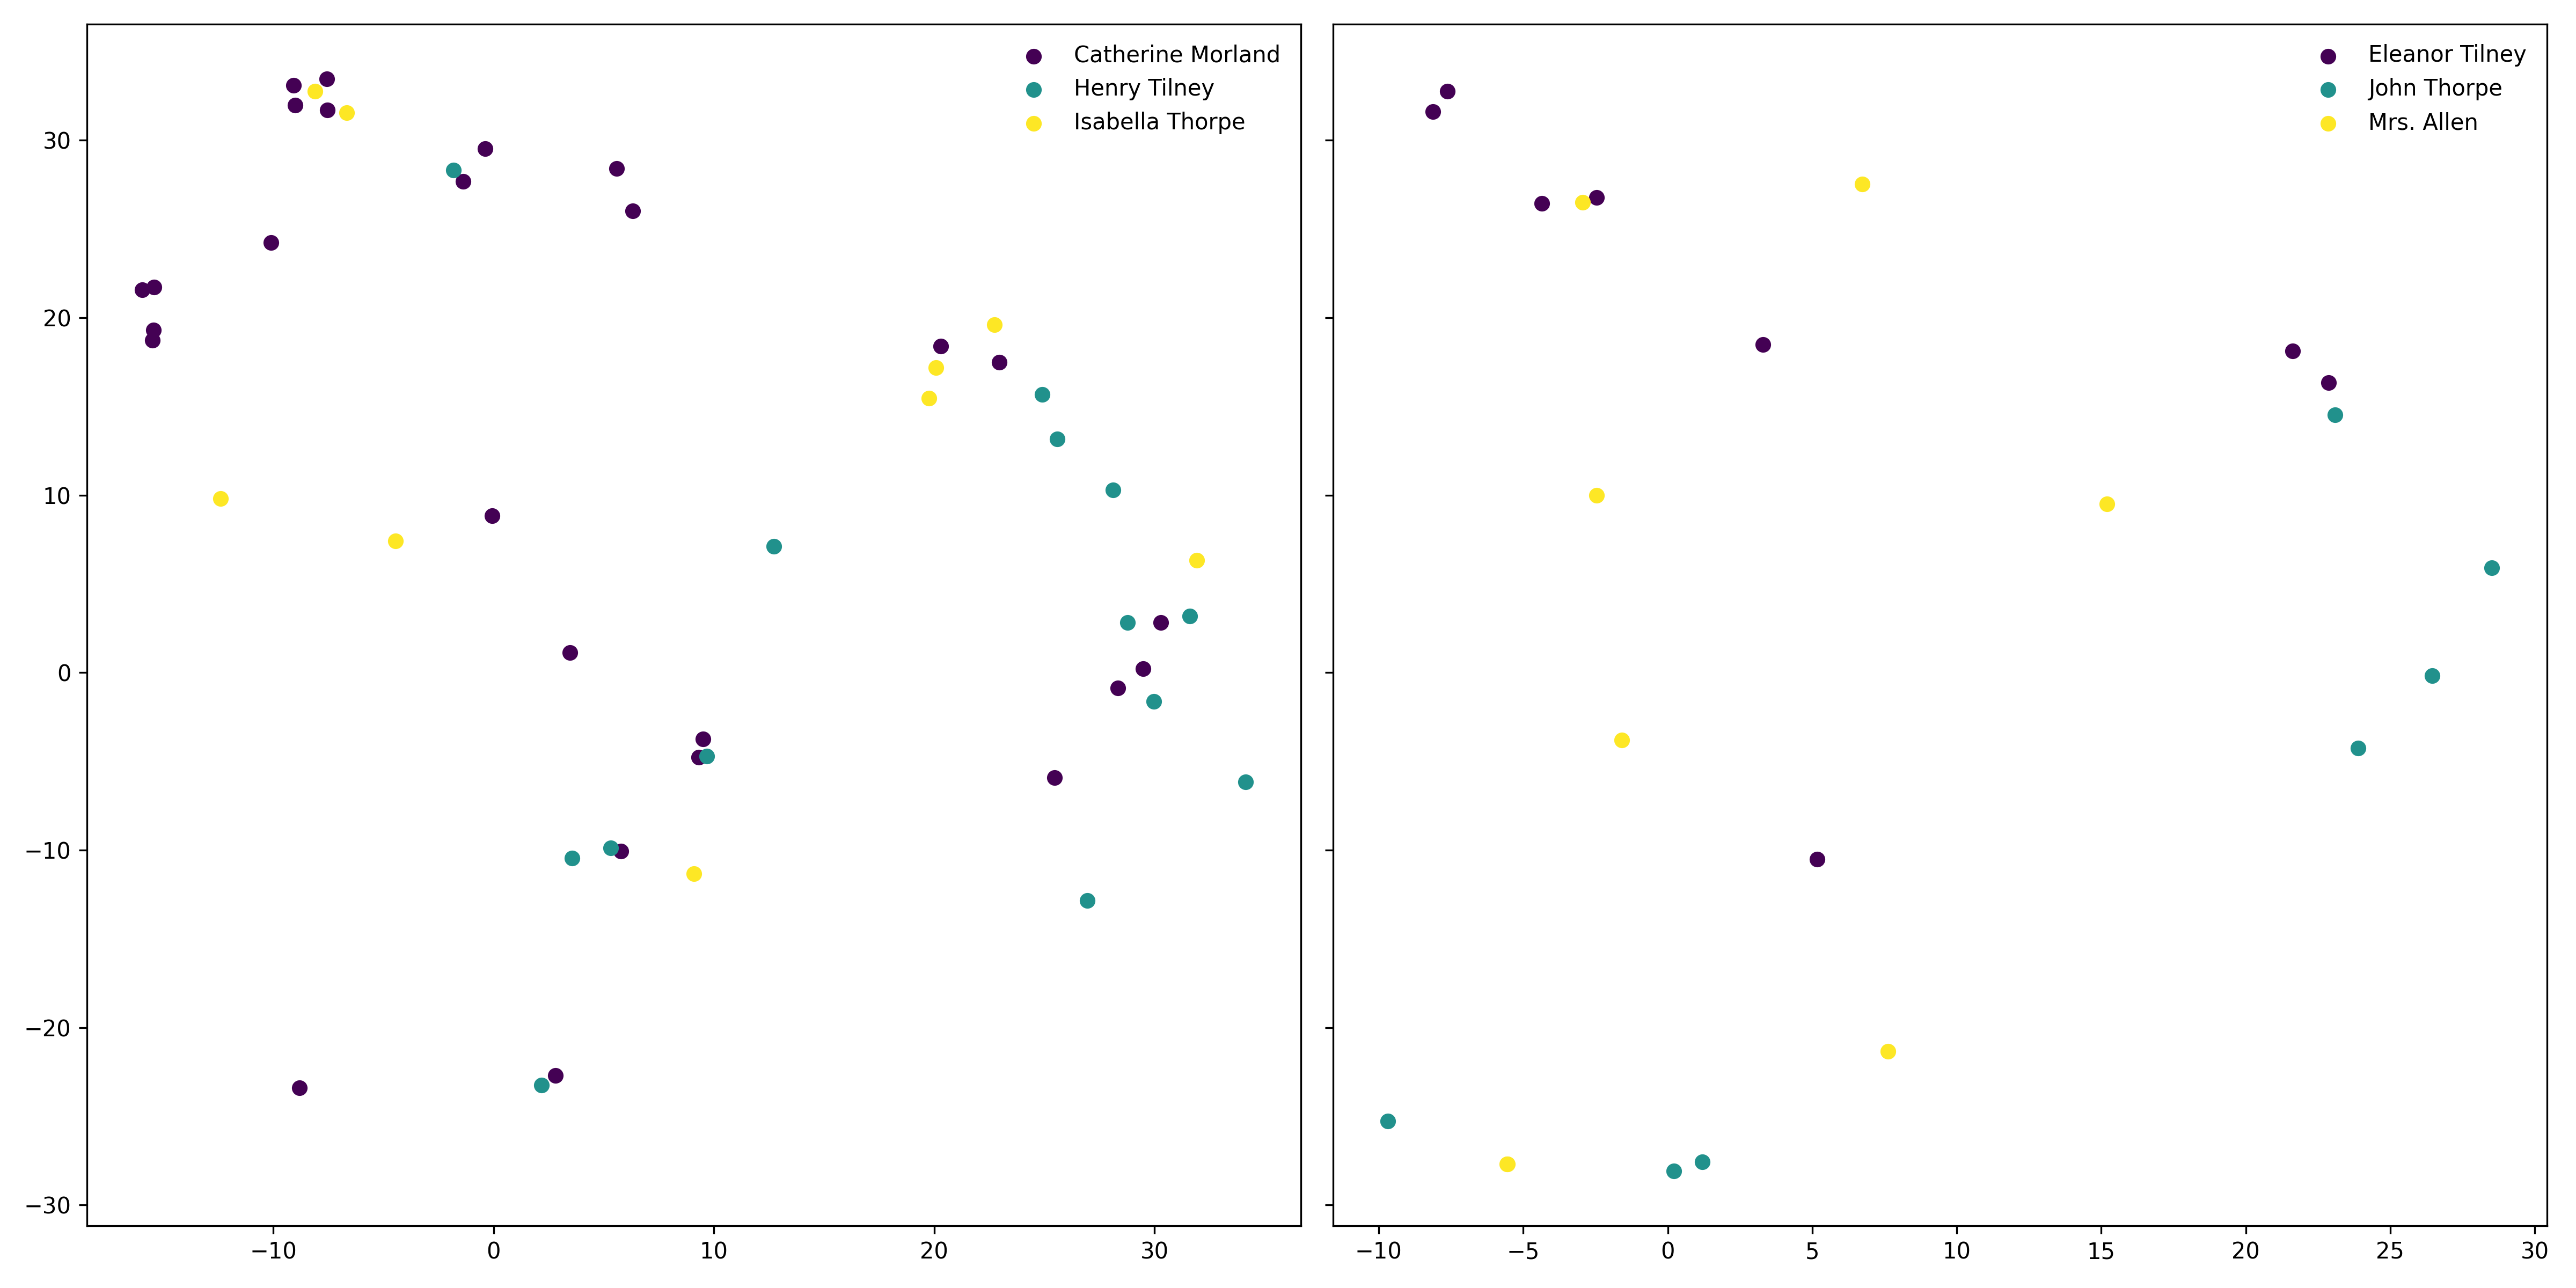 Catherine Morland
Henry Tilney
Isabella Thorpe
30
20
10
0
−10
−20
−30
−10 0 10 20 30
Eleanor Tilney
John Thorpe
Mrs. Allen
−10 −5 0 5 10 15 20 25 30